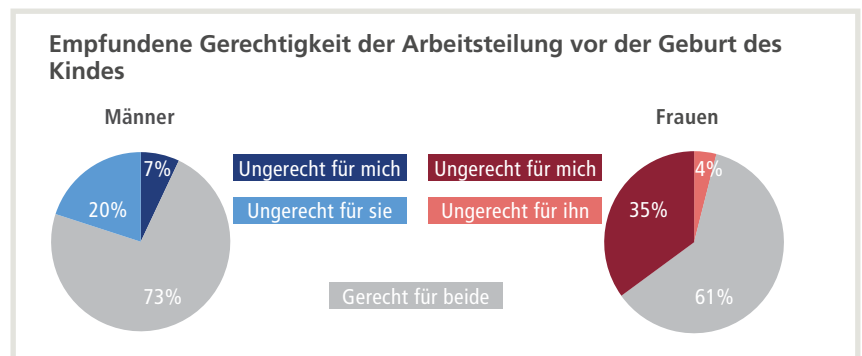 Empfundene Gerechtigkeit der Arbeitsteilung vor der Geburt des
Kindes
Männer
Frauen
7%
20%
73%
Ungerecht für mich
Ungerecht für mich
Ungerecht für sie
Ungerecht für ihn
Gerecht für beide
4%
35%
61%